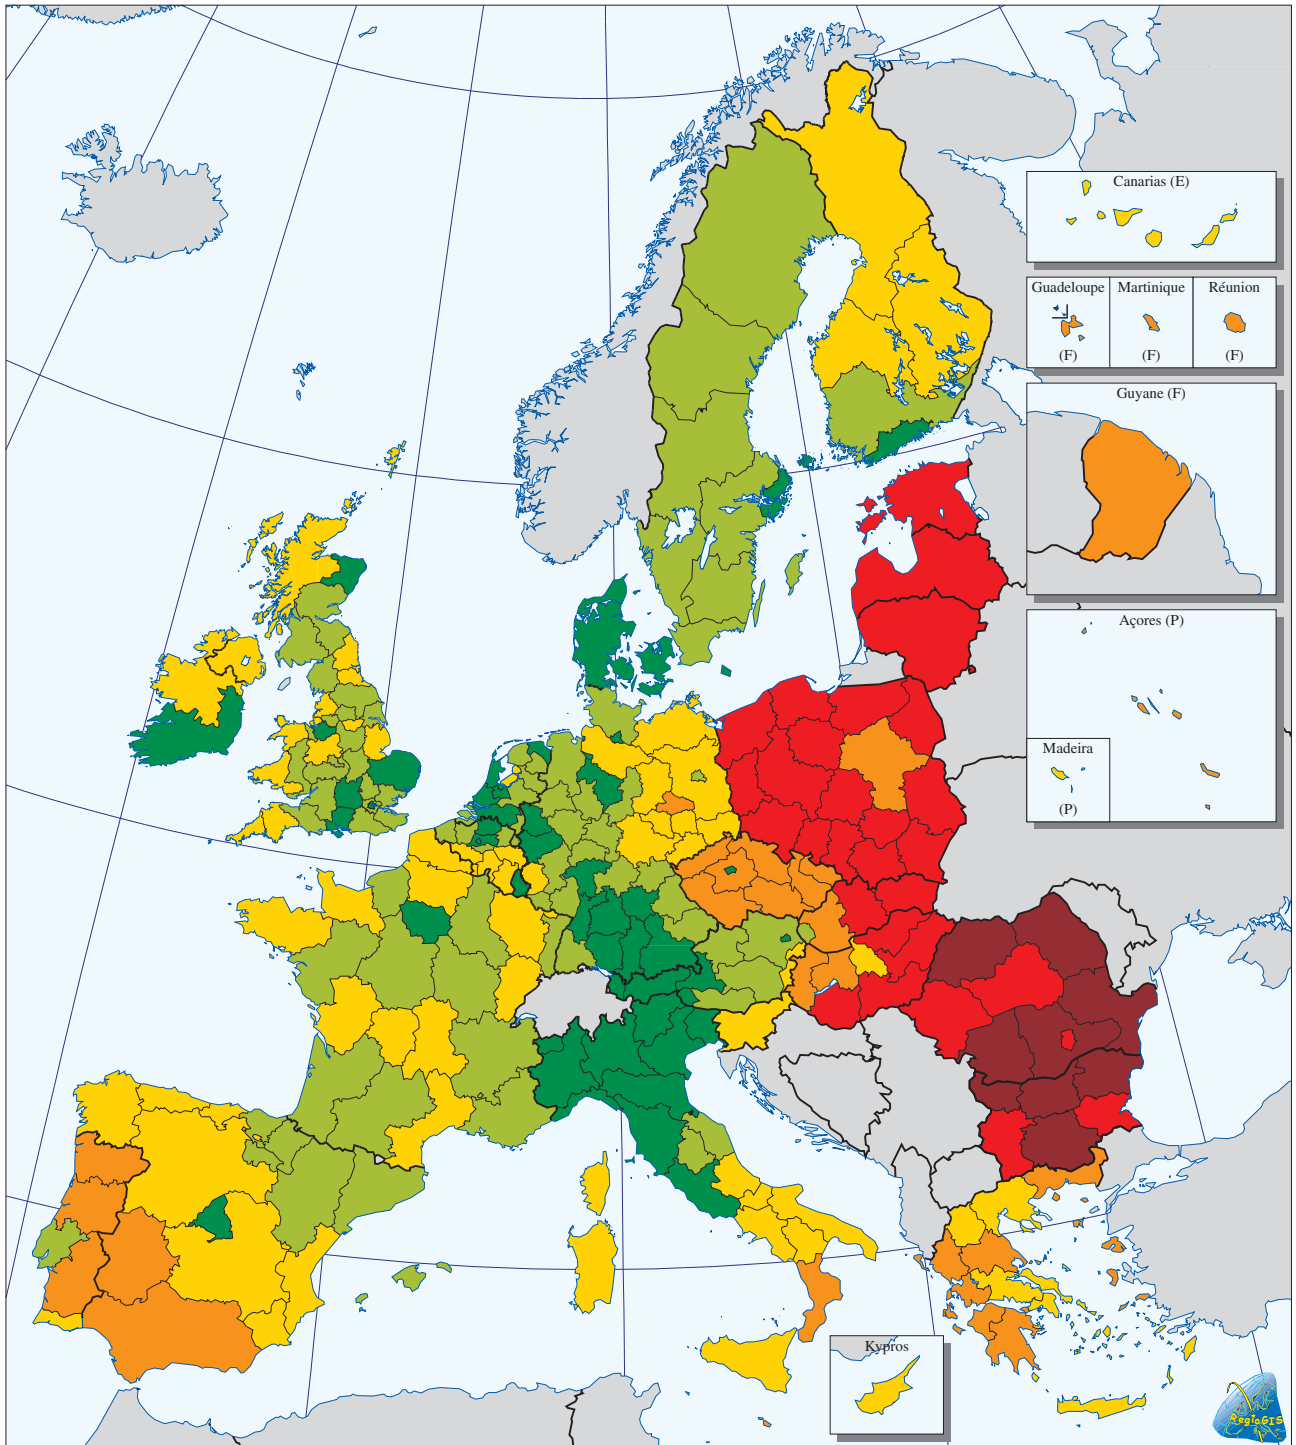 Canarias (E)
Guadeloupe
(F)
Martinique
(F)
Réunion
(F)
Guyane (F)
Açores (P)
Madeira
(P)
Kypros
RegioGIS